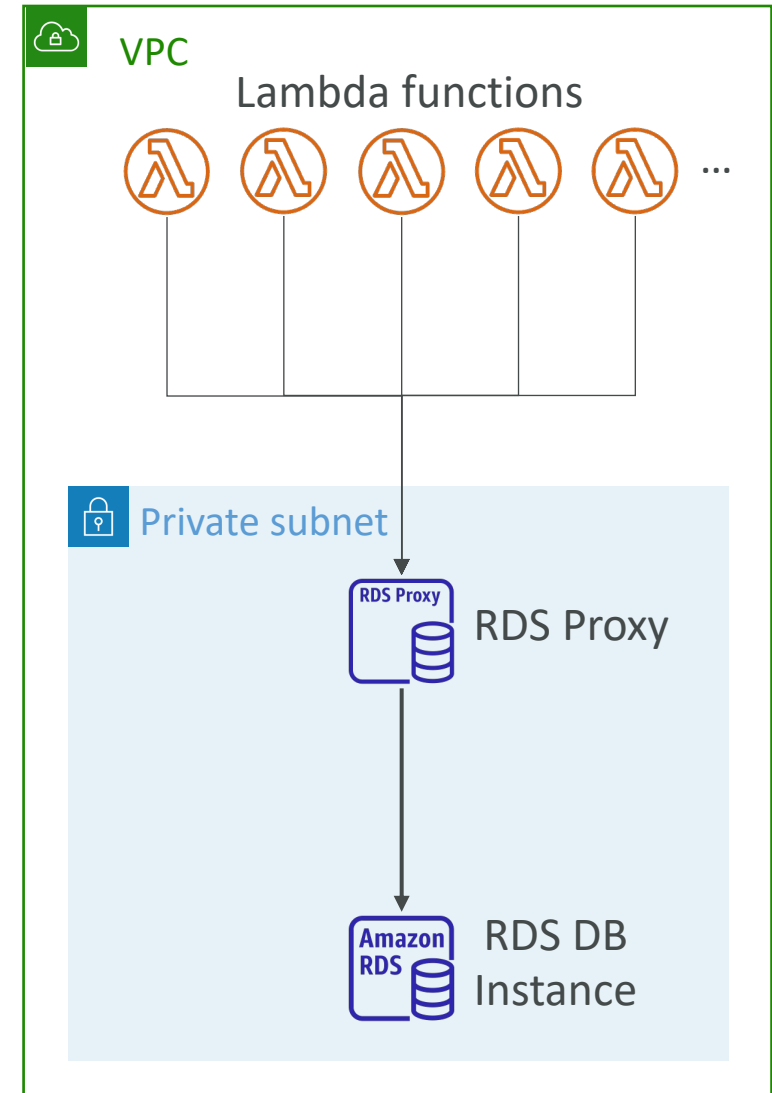 VPC
Lambda functions
...
Private subnet
RDS Proxy
RDS Proxy
Amazon
RDS
RDS DB
Instance